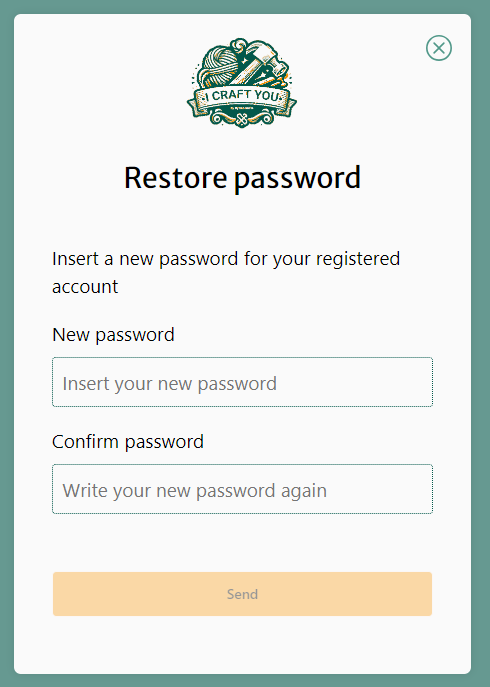 I CRAFT YOU
Restore password
Insert a new password for your registered
account
New password
Insert your new password
Confirm password
Write your new password again
Send